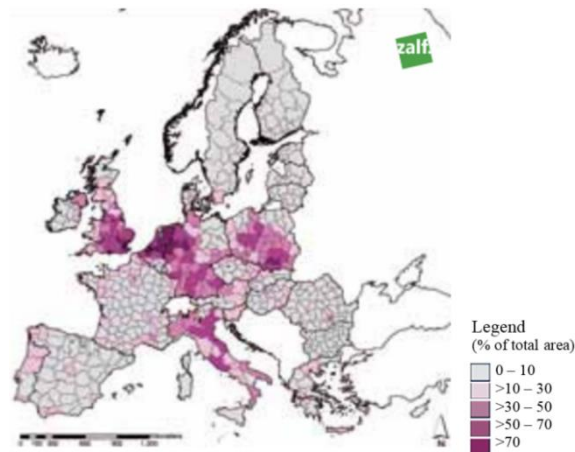 zalf
Legend
(% of total area)
0 – 10
>10 – 30
>30 – 50
>50 – 70
>70